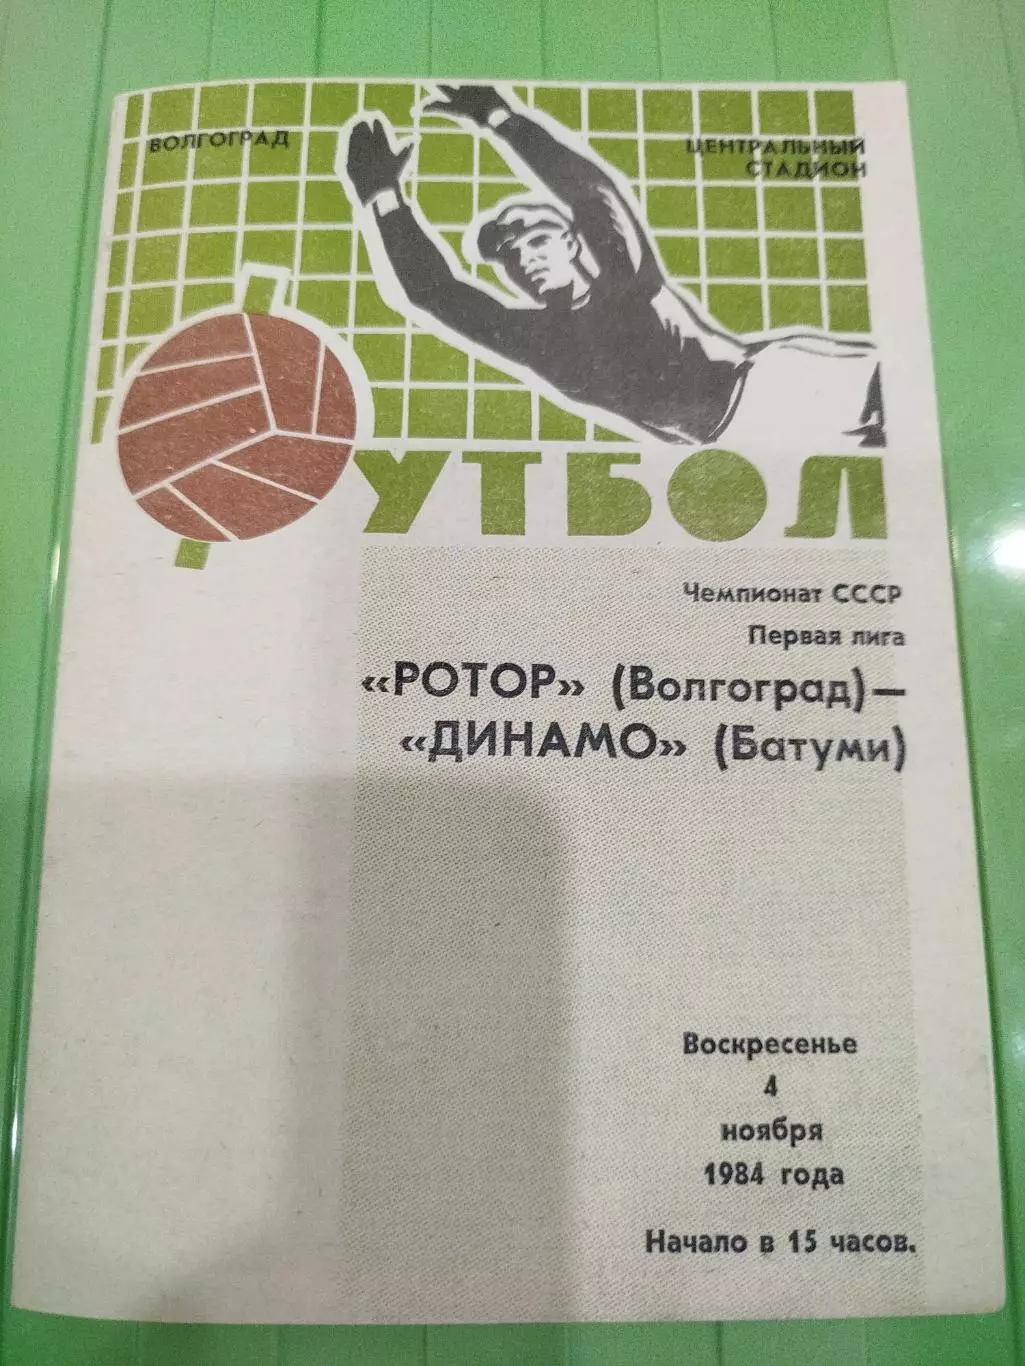 ВОЛГОГРАД
ЦЕНТРАЛЬНЫЙ
СТАДИОН
ФУТБОЛ
Чемпионат СССР
Первая лига
«РОТОР» (Волгоград)—
«ДИНАМО» (Батуми)
Воскресенье
4
ноября
1984 года
Начало в 15 часов.